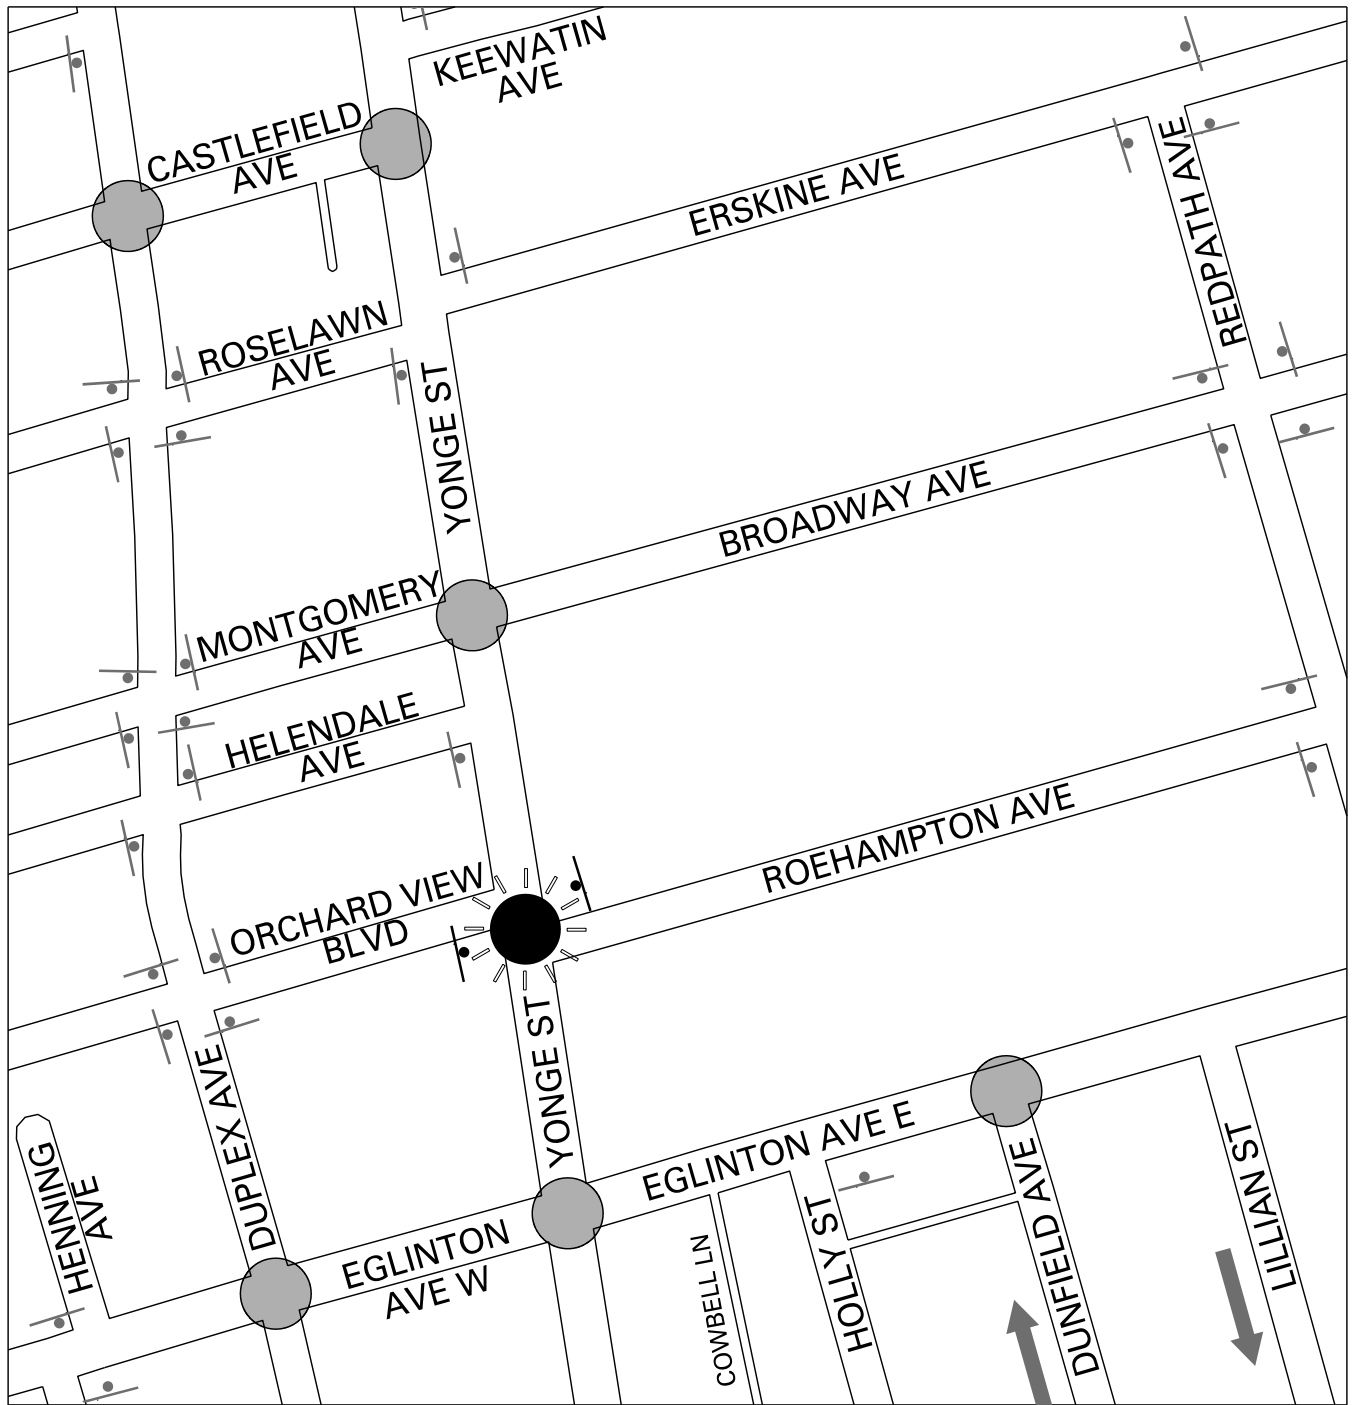 KEEWATIN
AVE
CASTLEFIELD
AVE
ERSKINE AVE
REDPATH AVE
ROSELAWN
AVE
YONGE ST
BROADWAY AVE
MONTGOMERY
AVE
HELENDALE
AVE
ROEHAMPTON AVE
ORCHARD VIEW
BLVD
YONGE ST
DUPLEX AVE
EGLINTON AVE E
HENNING
AVE
EGLINTON
AVE W
COWBELL LN
HOLLY ST
DUNFIELD AVE
LILLIAN ST